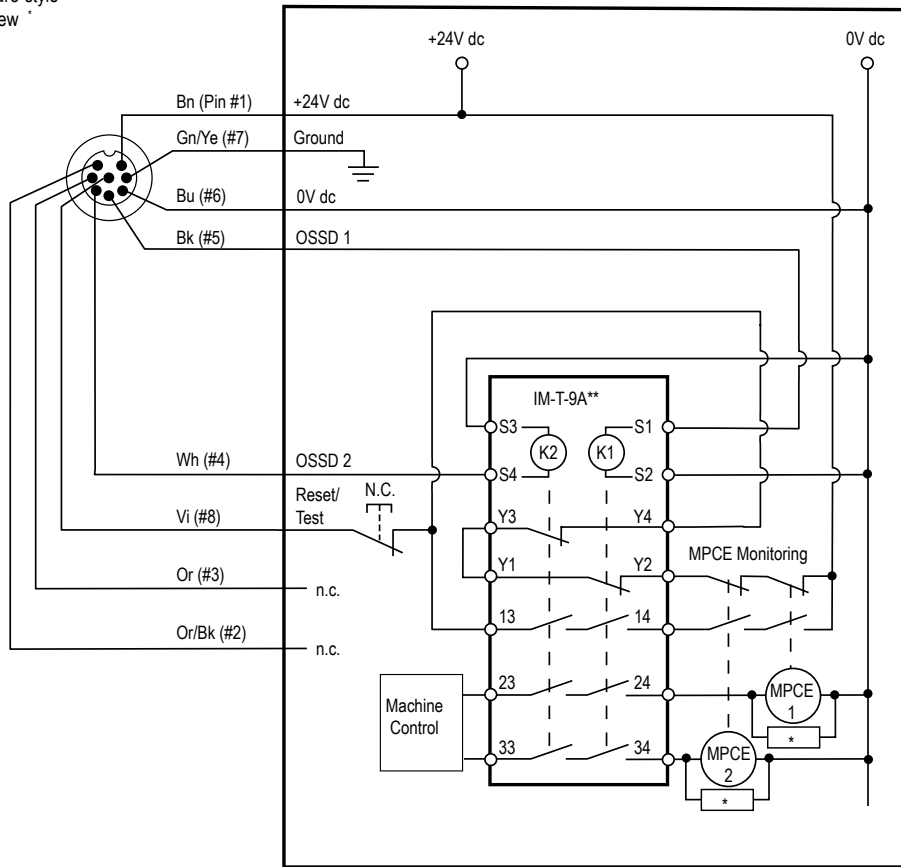 ew *
+24V dc
0V dc
Bn (Pin #1)
+24V dc
Gn/Ye (#7)
Ground
Bu (#6)
0V dc
Bk (#5)
OSSD 1
IM-T-9A**
S3
K2
K1
S1
Wh (#4)
OSSD 2
S4
S2
Reset/
Test
N.C.
Vi (#8)
Y3
Y4
MPCE Monitoring
Y1
Y2
Or (#3)
n.c.
13
14
Or/Bk (#2)
n.c.
Machine
Control
23
24
MPCE
1
*
33
34
MPCE
2
*